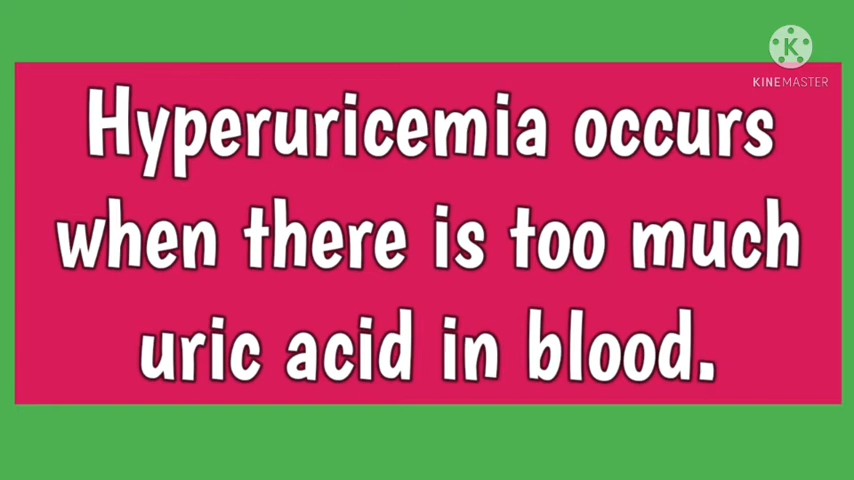 K
KINEMASTER
Hyperuricemia occurs
when there is too much
uric acid in blood.